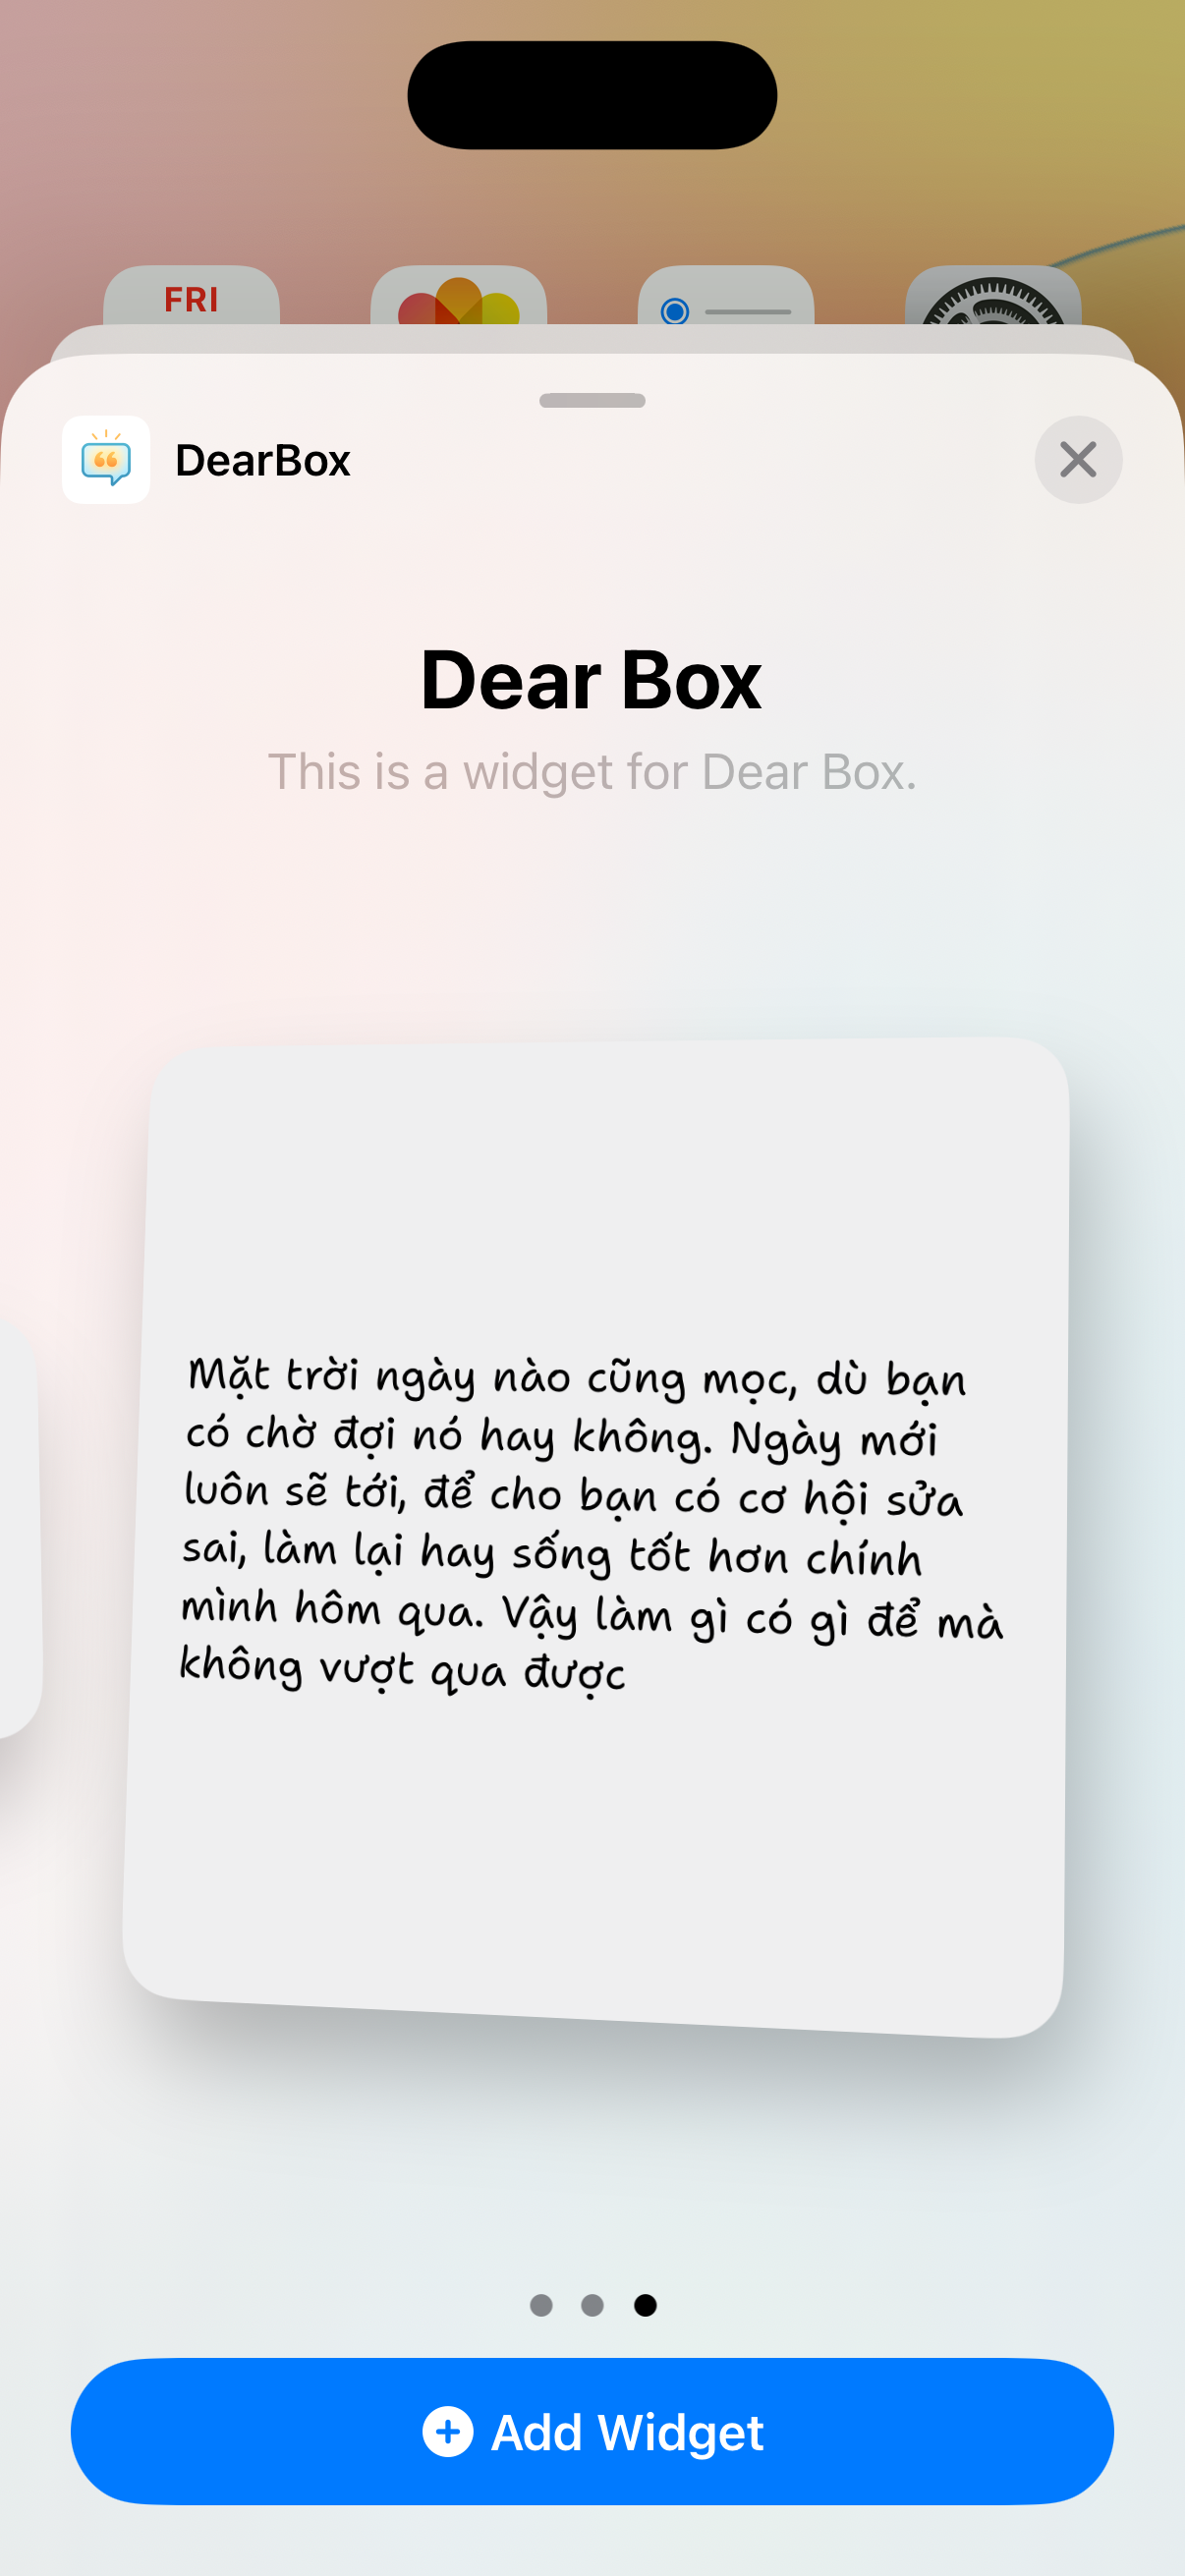 FRI
DearBox
Dear Box
This is a widget for Dear Box.
Mặt trời ngày nào cũng mọc, dù bạn
có chờ đợi nó hay không. Ngày mới
luôn sẽ tới, để cho bạn có cơ hội sửa
sai, làm lại hay sống tốt hơn chính
mình hôm qua. Vậy làm gì có gì để mà
không vượt qua được
Add Widget